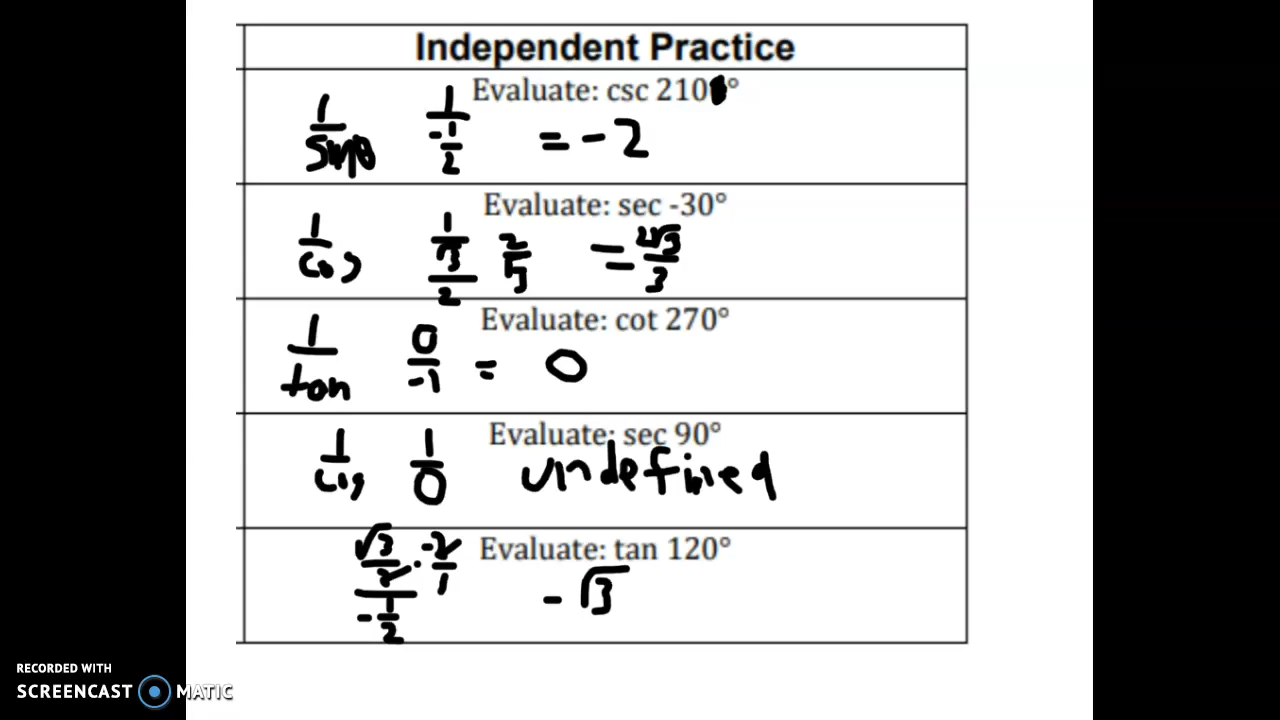 Independent Practice
Evaluate: csc 210°
1/sinθ 1/(-1/2) = -2
Evaluate: sec -30°
1/cos 1/(√3/2) 2/√3 = 2√3/3
Evaluate: cot 270°
1/tan 0/-1 = 0
Evaluate: sec 90°
1/cos 1/0 undefined
Evaluate: tan 120°
(√3/2)/(-1/2) · -2/1 -√3
RECORDED WITH
SCREENCAST MATIC